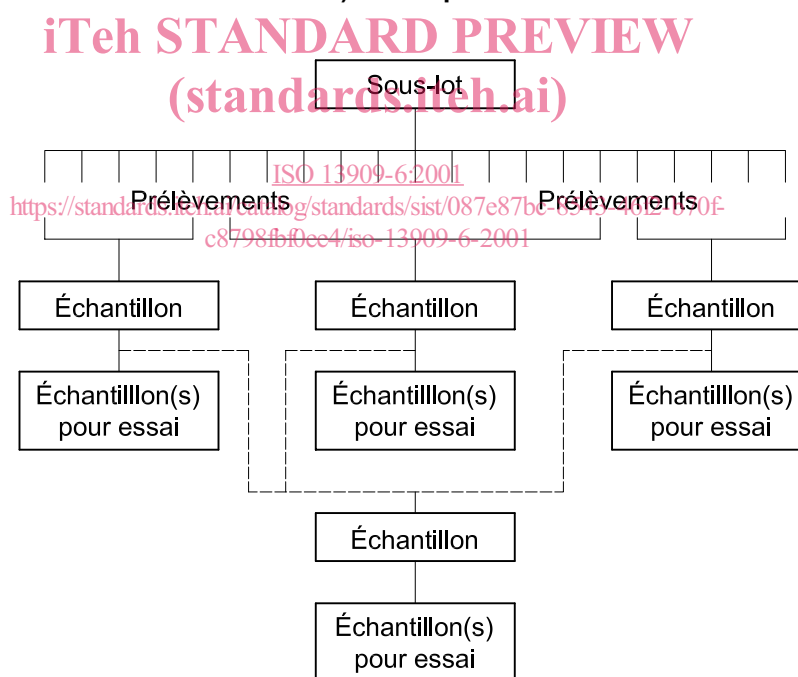 iTeh STANDARD PREVIEW
(standards.iteh.ai)
Sous-lot
ISO 13909-6:2001
Prélèvements
Prélèvements
c8798fbf0ee4/iso-13909-6-2001
Échantillon
Échantillon
Échantillon
Échantilllon(s)
pour essai
Échantilllon(s)
pour essai
Échantilllon(s)
pour essai
Échantillon
Échantillon(s)
pour essai